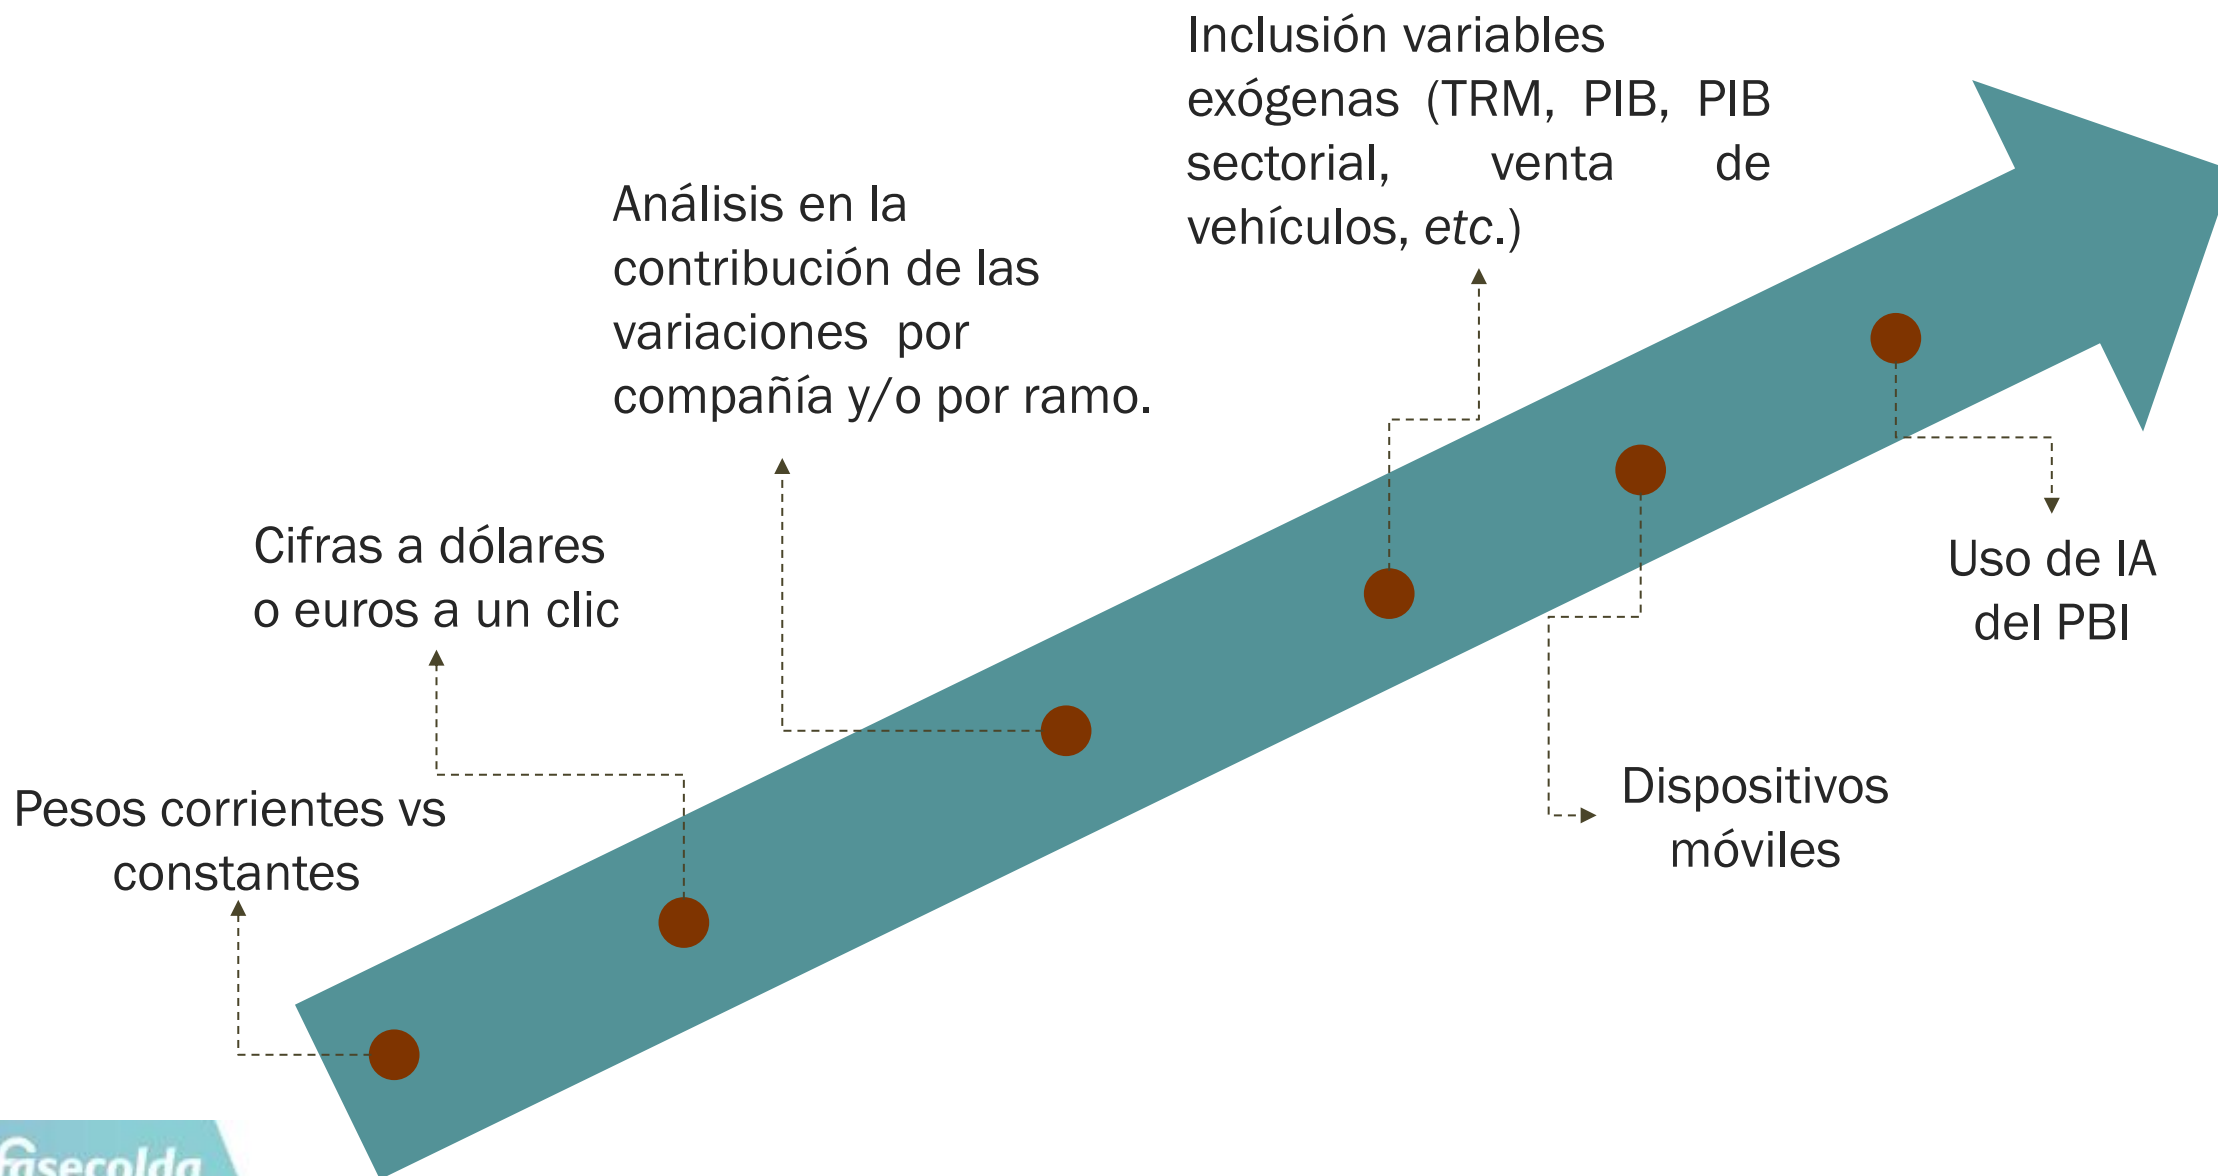 Inclusión variables
exógenas (TRM, PIB, PIB
sectorial, venta de
vehículos, etc.)
Análisis en la
contribución de las
variaciones por
compañía y/o por ramo.
Cifras a dólares
o euros a un clic
Pesos corrientes vs
constantes
Uso de IA
del PBI
Dispositivos
móviles
fasecolda